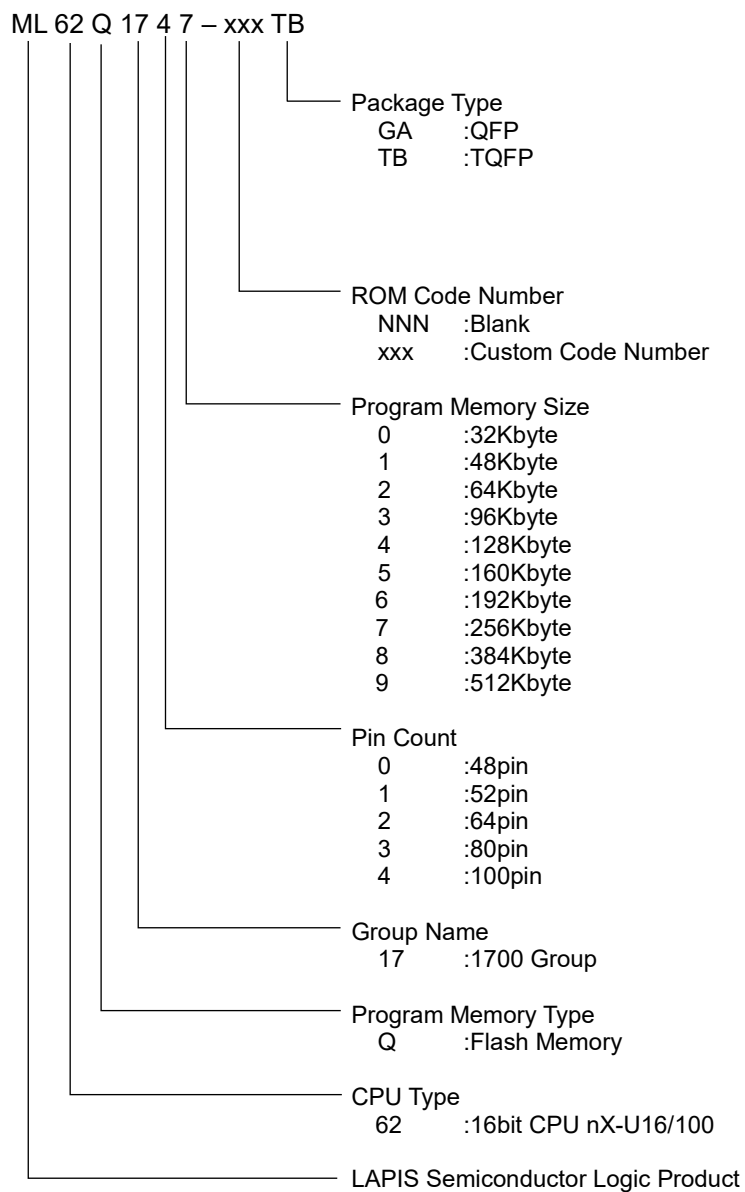 ML 62 Q 17 4 7 – xxx TB
Package Type
GA :QFP
TB :TQFP
ROM Code Number
NNN :Blank
xxx :Custom Code Number
Program Memory Size
0 :32Kbyte
1 :48Kbyte
2 :64Kbyte
3 :96Kbyte
4 :128Kbyte
5 :160Kbyte
6 :192Kbyte
7 :256Kbyte
8 :384Kbyte
9 :512Kbyte
Pin Count
0 :48pin
1 :52pin
2 :64pin
3 :80pin
4 :100pin
Group Name
17 :1700 Group
Program Memory Type
Q :Flash Memory
CPU Type
62 :16bit CPU nX-U16/100
LAPIS Semiconductor Logic Product